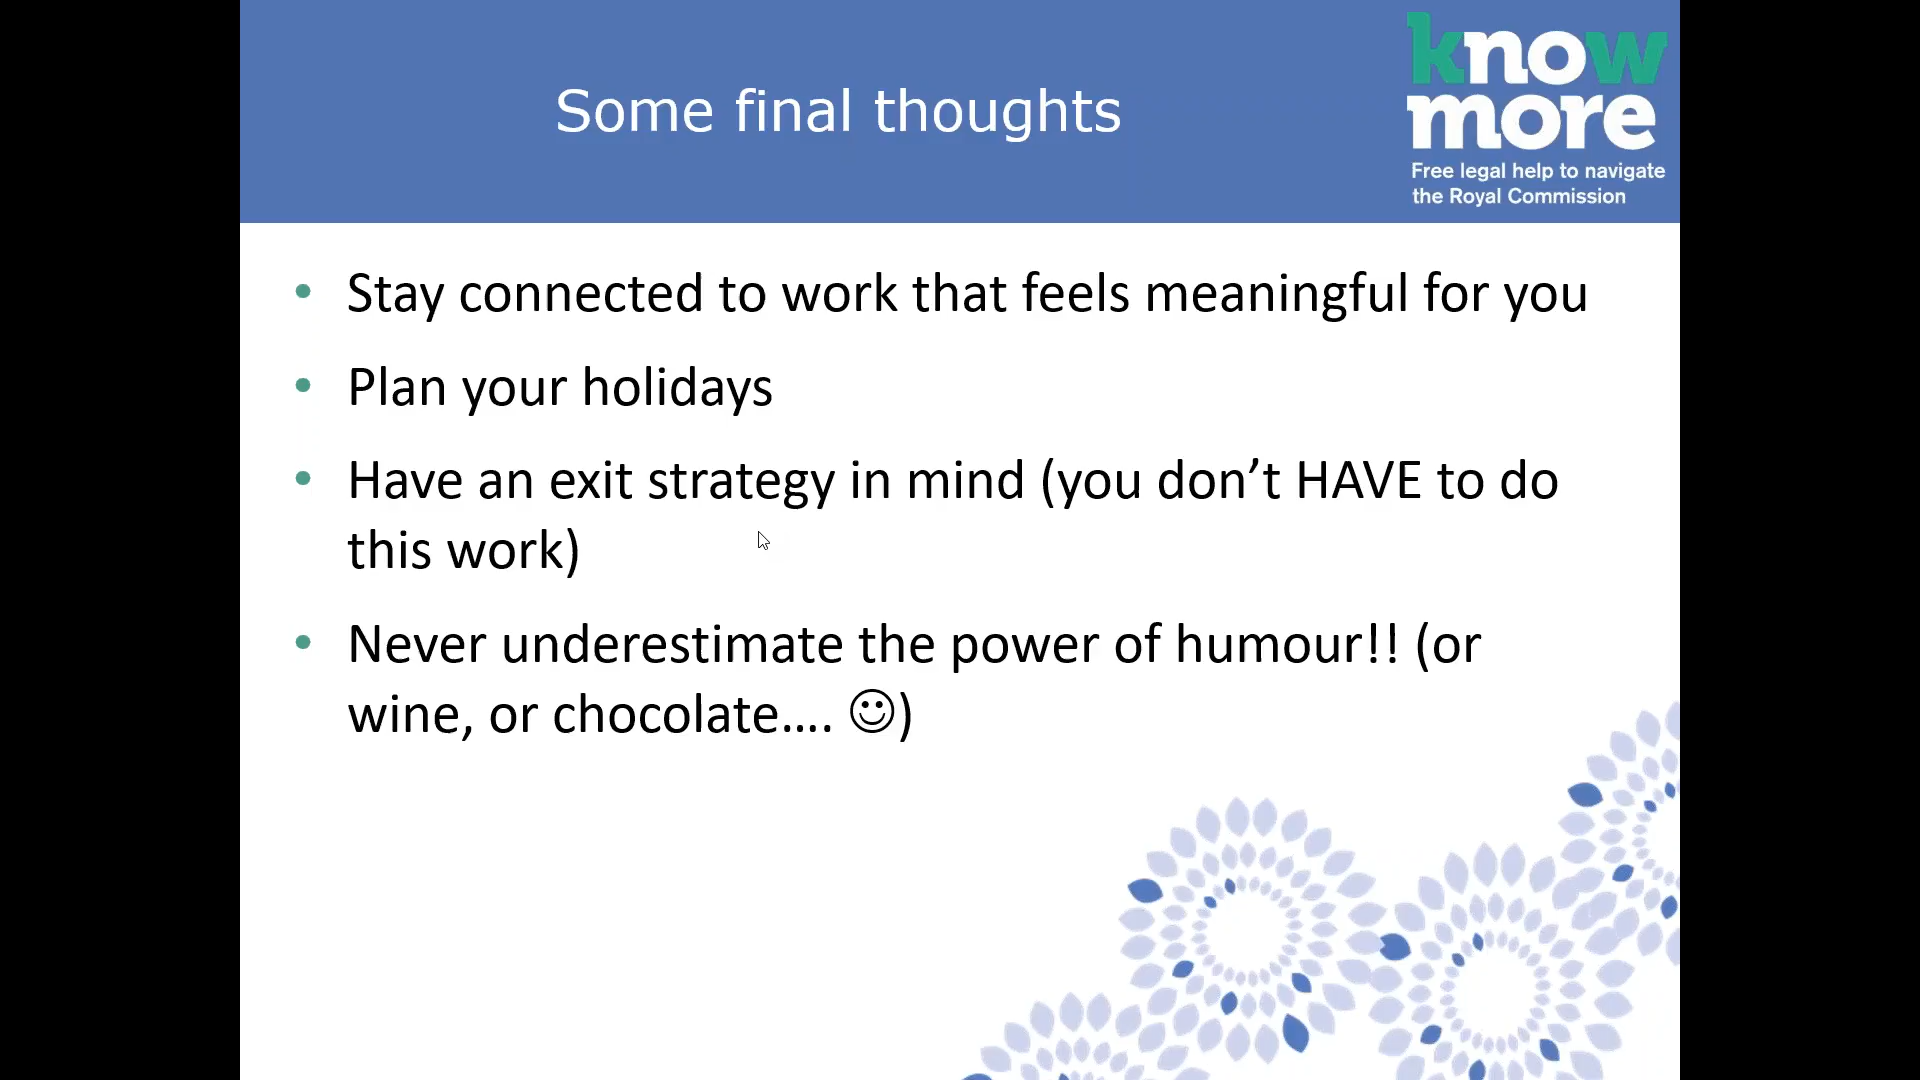 Some final thoughts
know
more
Free legal help to navigate
the Royal Commission
• Stay connected to work that feels meaningful for you
• Plan your holidays
• Have an exit strategy in mind (you don’t HAVE to do
this work)
• Never underestimate the power of humour!! (or
wine, or chocolate…. ☺)